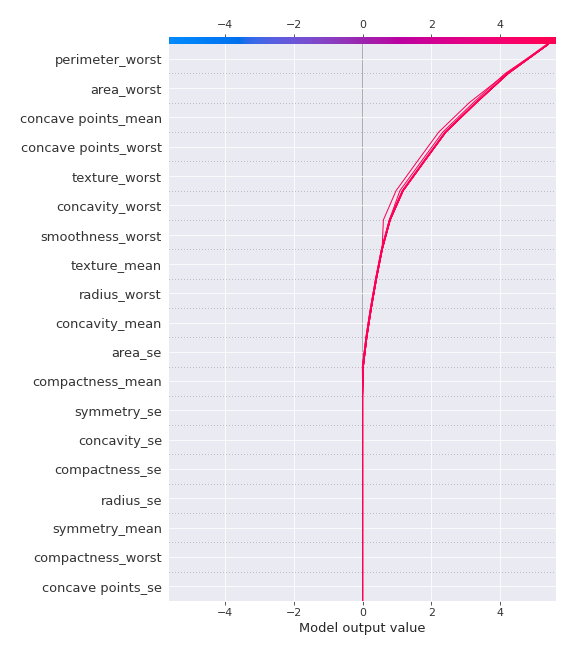 −4 −2 0 2 4
perimeter_worst
area_worst
concave points_mean
concave points_worst
texture_worst
concavity_worst
smoothness_worst
texture_mean
radius_worst
concavity_mean
area_se
compactness_mean
symmetry_se
concavity_se
compactness_se
radius_se
symmetry_mean
compactness_worst
concave points_se
−4 −2 0 2 4
Model output value